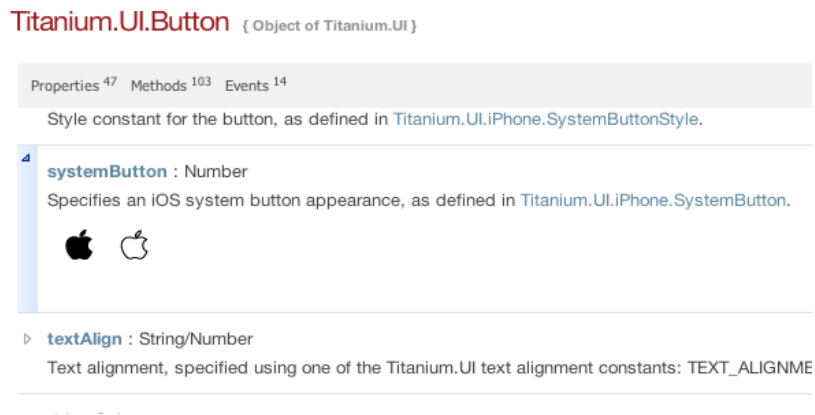 Titanium.UI.Button { Object of Titanium.UI }
Properties 47 Methods 103 Events 14
Style constant for the button, as defined in Titanium.UI.iPhone.SystemButtonStyle.
systemButton : Number
Specifies an iOS system button appearance, as defined in Titanium.UI.iPhone.SystemButton.
textAlign : String/Number
Text alignment, specified using one of the Titanium.UI text alignment constants: TEXT_ALIGNME